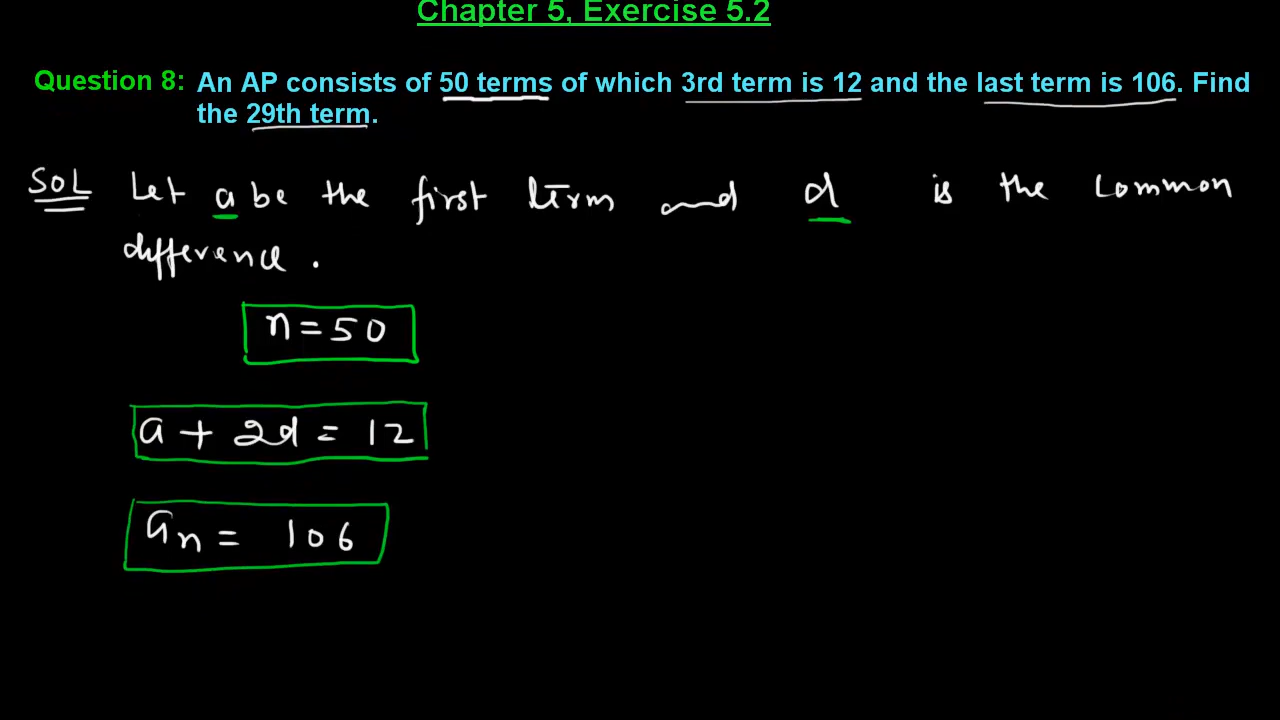 Chapter 5, Exercise 5.2
Question 8: An AP consists of 50 terms of which 3rd term is 12 and the last term is 106. Find
the 29th term.
SOL Let a be the first term and d is the common
difference.
n = 50
a + 2d = 12
an = 106